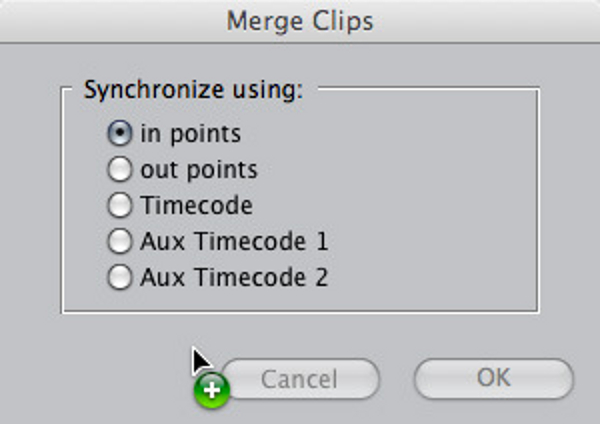 Merge Clips
Synchronize using:
in points
out points
Timecode
Aux Timecode 1
Aux Timecode 2
Cancel OK